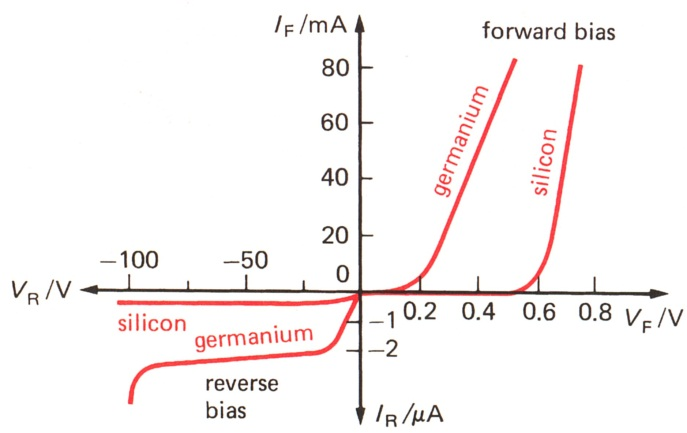 I_F/mA
forward bias
80
60
40
20
0
germanium
silicon
−100
−50
V_R/V
0.2
0.4
0.6
0.8
V_F/V
silicon
germanium
−1
−2
reverse
bias
I_R/μA